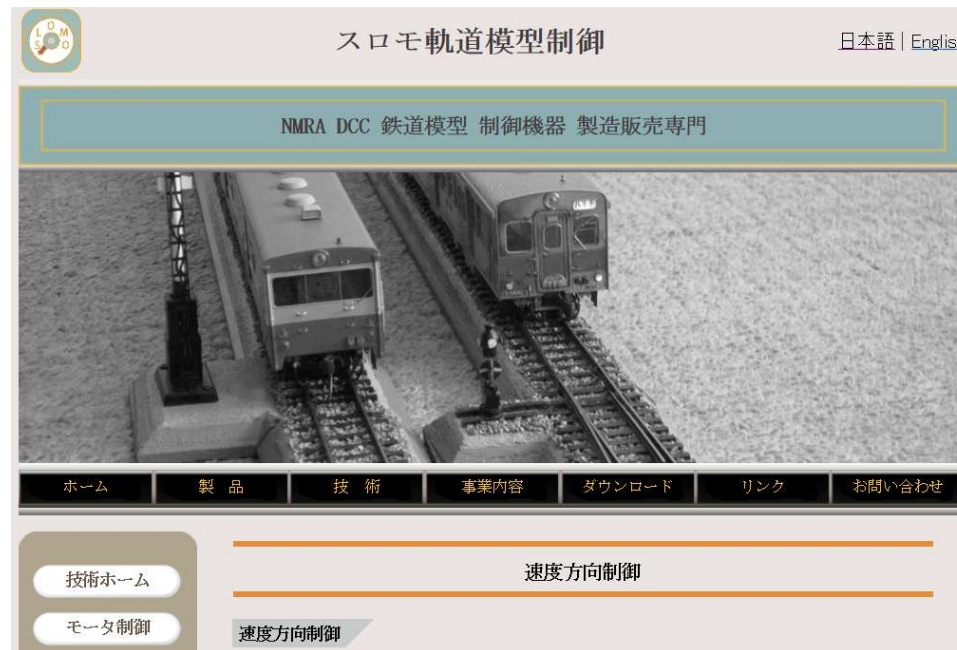 LOMO
SO
スロモ軌道模型制御
日本語 | Englis
NMRA DCC 鉄道模型 制御機器 製造販売専門
ホーム 製 品 技 術 事業内容 ダウンロード リンク お問い合わせ
技術ホーム
速度方向制御
モータ制御
速度方向制御